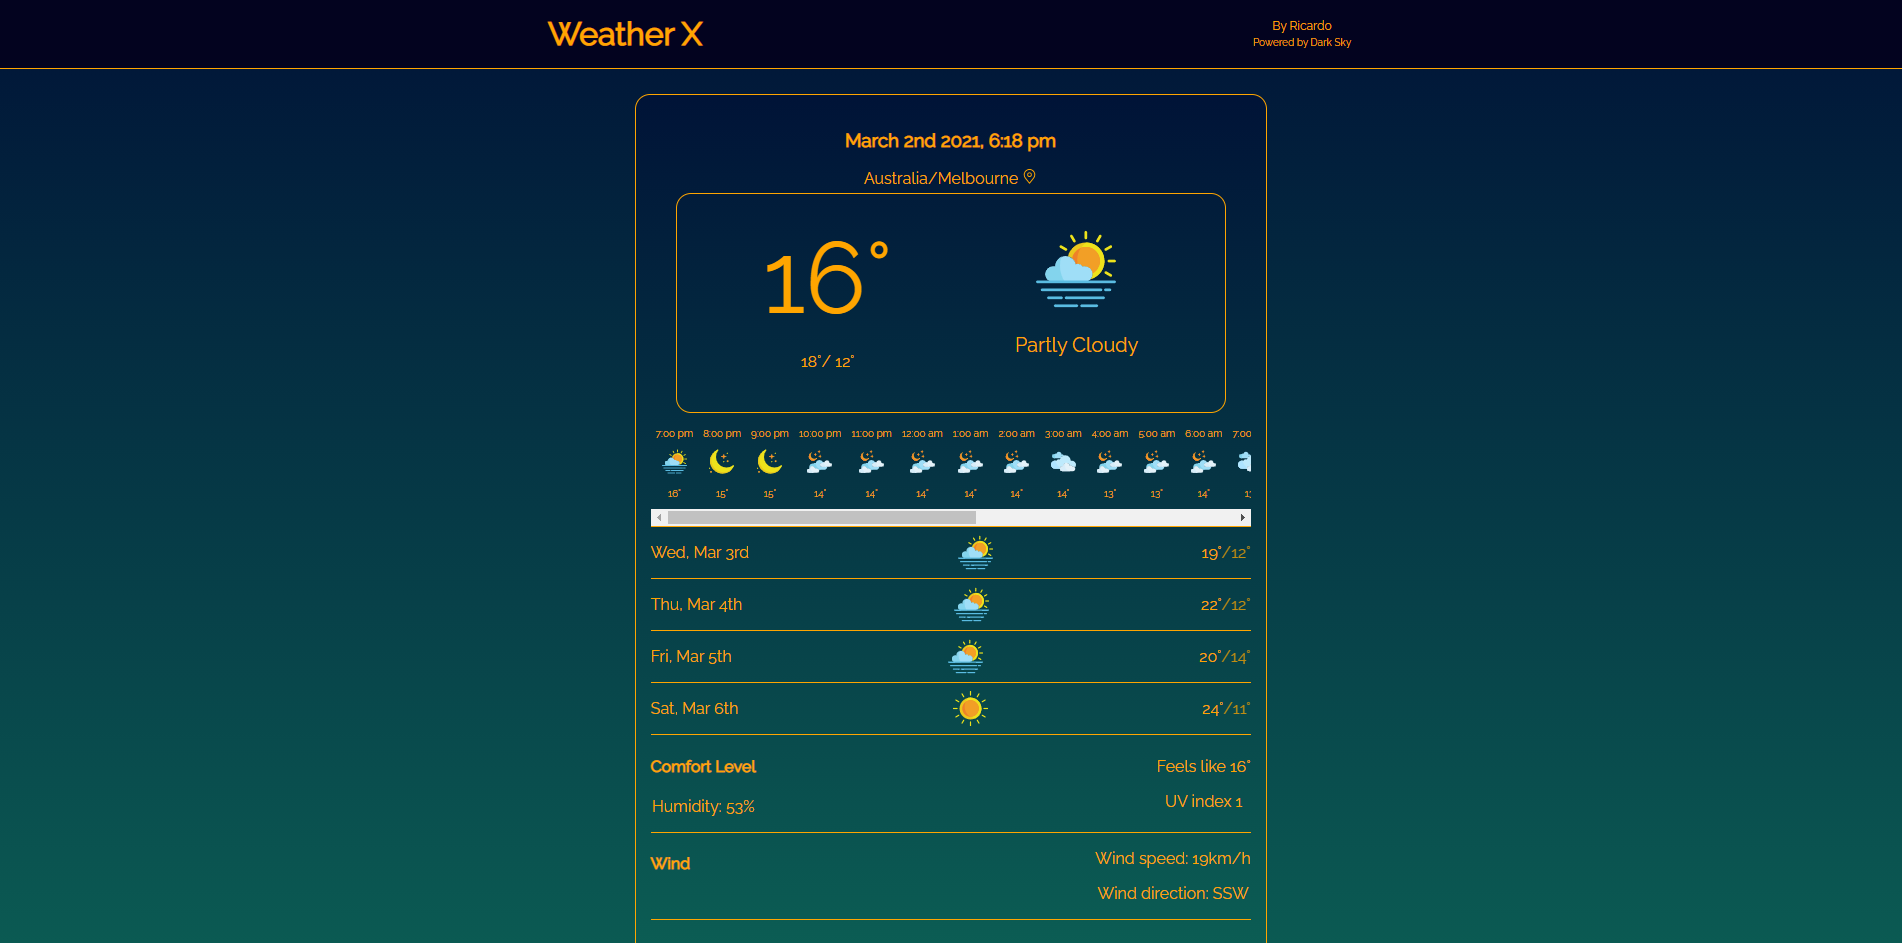 Weather X
By Ricardo
Powered by Dark Sky
March 2nd 2021, 6:18 pm
Australia/Melbourne
16°
Partly Cloudy
18°/ 12°
7:00 pm 8:00 pm 9:00 pm 10:00 pm 11:00 pm 12:00 am 1:00 am 2:00 am 3:00 am 4:00 am 5:00 am 6:00 am 7:00
16° 15° 15° 14° 14° 14° 14° 14° 14° 13° 13° 14°
Wed, Mar 3rd 19°/12°
Thu, Mar 4th 22°/12°
Fri, Mar 5th 20°/14°
Sat, Mar 6th 24°/11°
Comfort Level Feels like 16°
Humidity: 53% UV index 1
Wind Wind speed: 19km/h
Wind direction: SSW